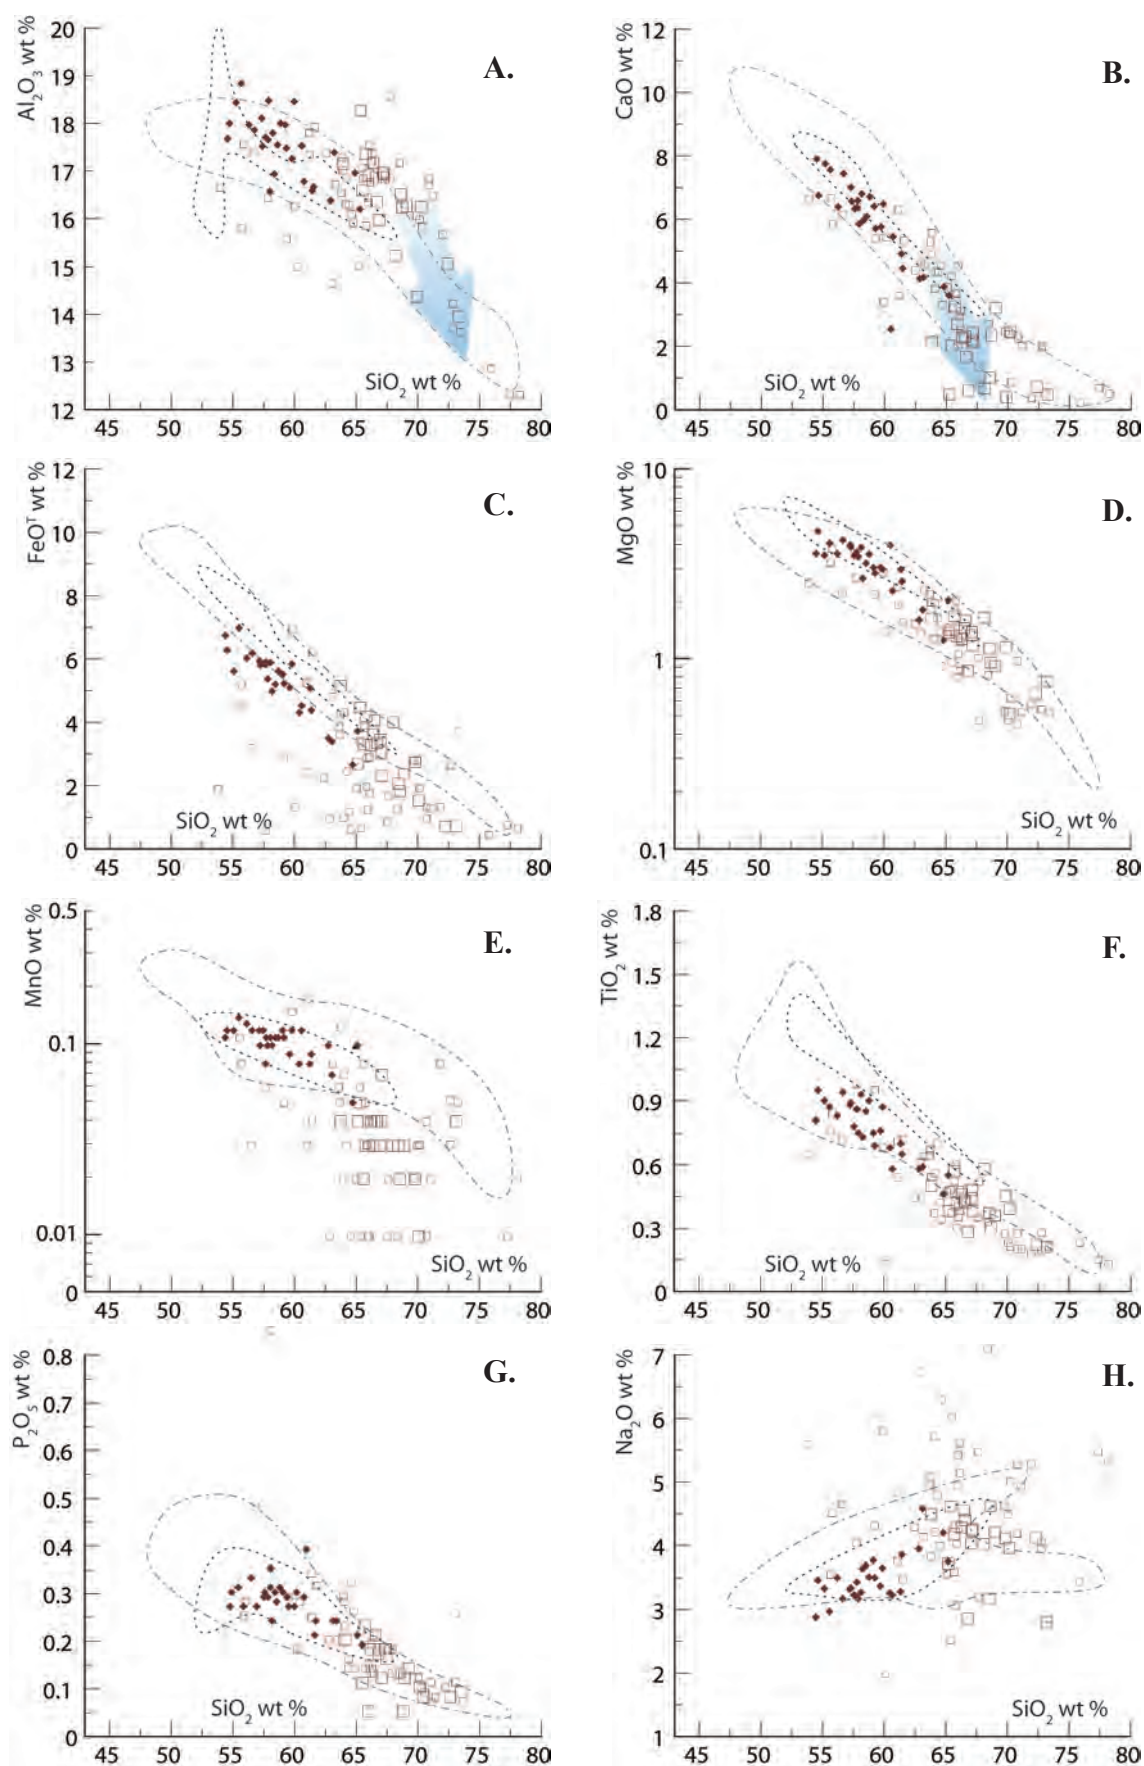 Al2O3 wt %
20
19
18
17
16
15
14
13
12
A.
SiO2 wt %
45 50 55 60 65 70 75 80
CaO wt %
12
10
8
6
4
2
0
B.
SiO2 wt %
45 50 55 60 65 70 75 80
FeOT wt %
12
10
8
6
4
2
0
C.
SiO2 wt %
45 50 55 60 65 70 75 80
MgO wt %
10
1
0.1
D.
SiO2 wt %
45 50 55 60 65 70 75 80
MnO wt %
0.5
0.1
0.01
0
E.
SiO2 wt %
45 50 55 60 65 70 75 80
TiO2 wt %
1.8
1.5
1.2
0.9
0.6
0.3
0
F.
SiO2 wt %
45 50 55 60 65 70 75 80
P2O5 wt %
0.8
0.7
0.6
0.5
0.4
0.3
0.2
0.1
0
G.
SiO2 wt %
45 50 55 60 65 70 75 80
Na2O wt %
7
6
5
4
3
2
1
H.
SiO2 wt %
45 50 55 60 65 70 75 80